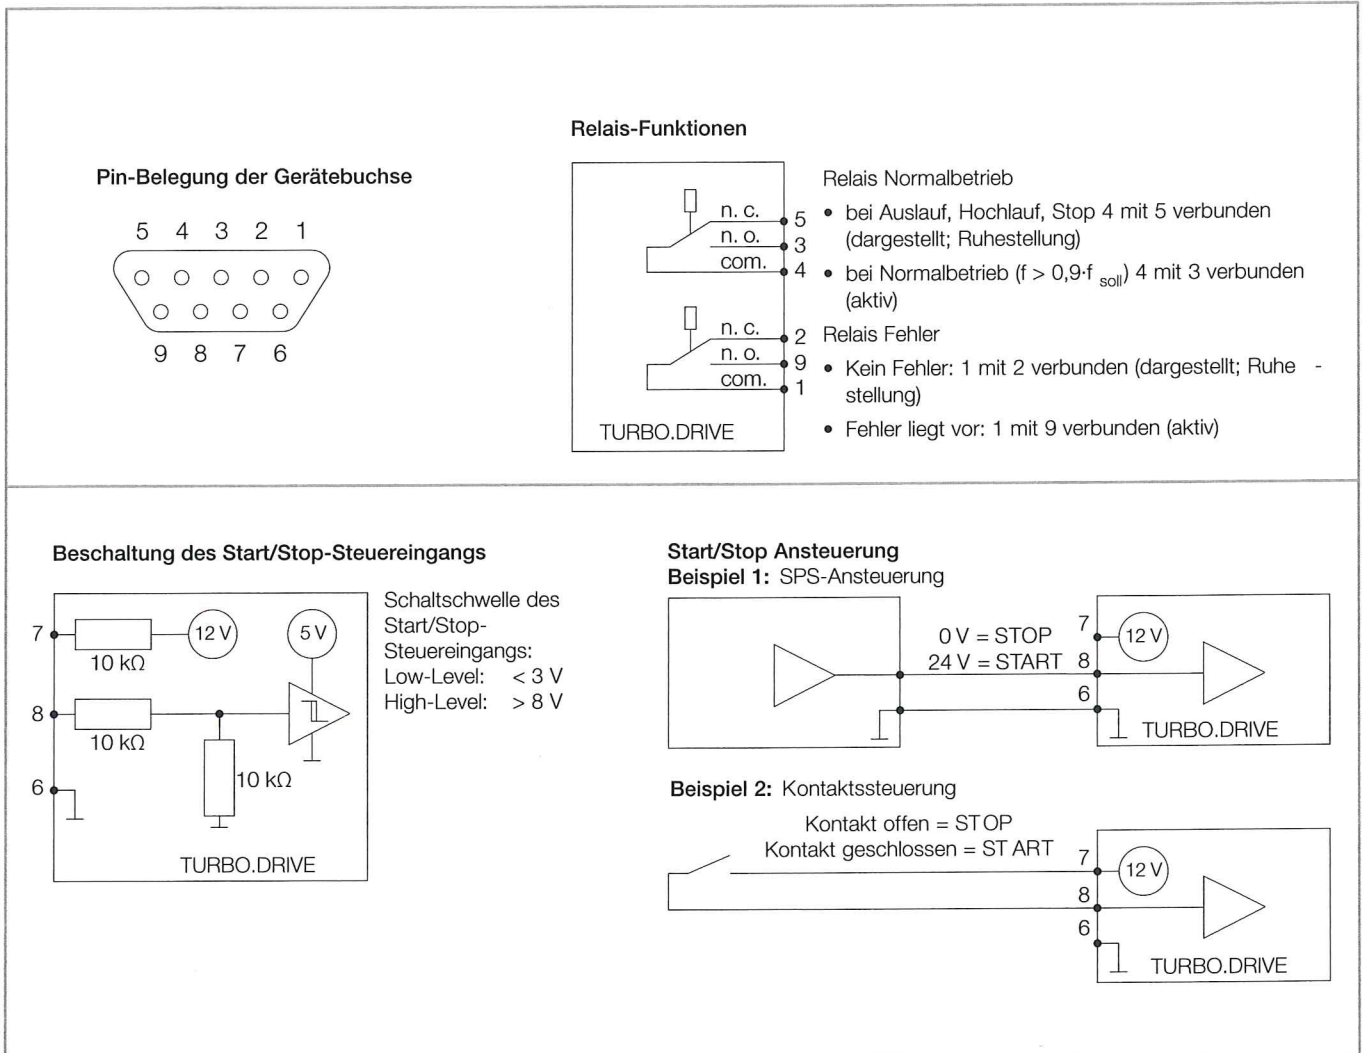 Relais-Funktionen
Pin-Belegung der Gerätebuchse
5 4 3 2 1
9 8 7 6
n. c.
n. o.
com.
5
3
4
n. c.
n. o.
com.
2
9
1
TURBO.DRIVE
Relais Normalbetrieb
• bei Auslauf, Hochlauf, Stop 4 mit 5 verbunden
(dargestellt; Ruhestellung)
• bei Normalbetrieb (f > 0,9·f soll) 4 mit 3 verbunden
(aktiv)
Relais Fehler
• Kein Fehler: 1 mit 2 verbunden (dargestellt; Ruhe -
stellung)
• Fehler liegt vor: 1 mit 9 verbunden (aktiv)
Beschaltung des Start/Stop-Steuereingangs
7
10 kΩ
12 V
5 V
8
10 kΩ
10 kΩ
6
TURBO.DRIVE
Schaltschwelle des
Start/Stop-
Steuereingangs:
Low-Level: < 3 V
High-Level: > 8 V
Start/Stop Ansteuerung
Beispiel 1: SPS-Ansteuerung
0 V = STOP
24 V = START
7
12 V
8
6
TURBO.DRIVE
Beispiel 2: Kontaktssteuerung
Kontakt offen = ST OP
Kontakt geschlossen = ST ART
7
12 V
8
6
TURBO.DRIVE